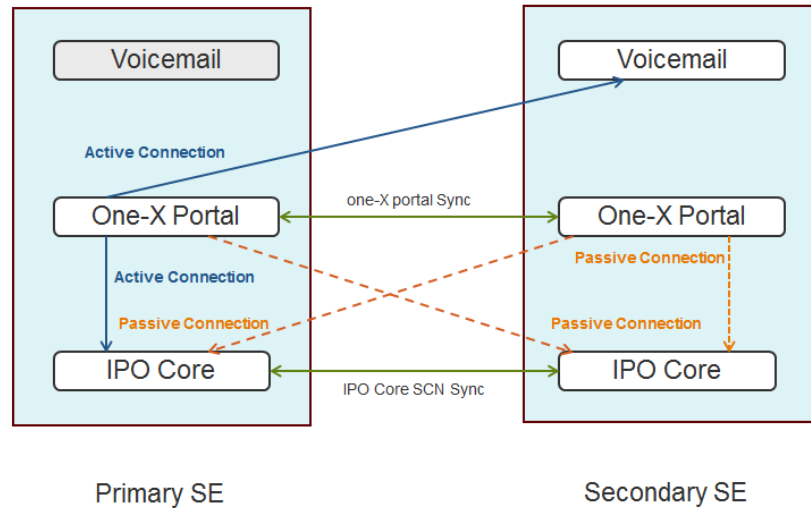 Voicemail
Voicemail
Active Connection
One-X Portal
one-X portal Sync
One-X Portal
Passive Connection
Active Connection
Passive Connection
Passive Connection
IPO Core
IPO Core SCN Sync
IPO Core
Primary SE
Secondary SE